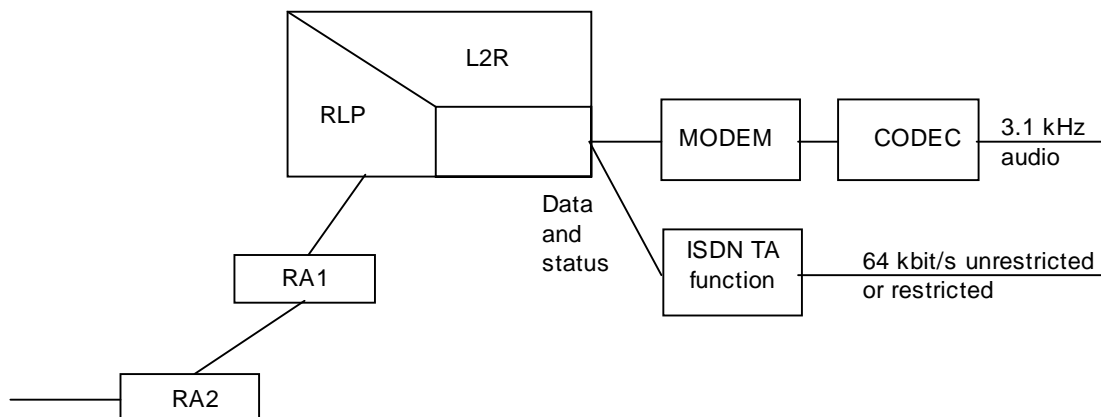 L2R
RLP
MODEM
CODEC
3.1 kHz
audio
Data
and
status
ISDN TA
function
64 kbit/s unrestricted
or restricted
RA1
RA2